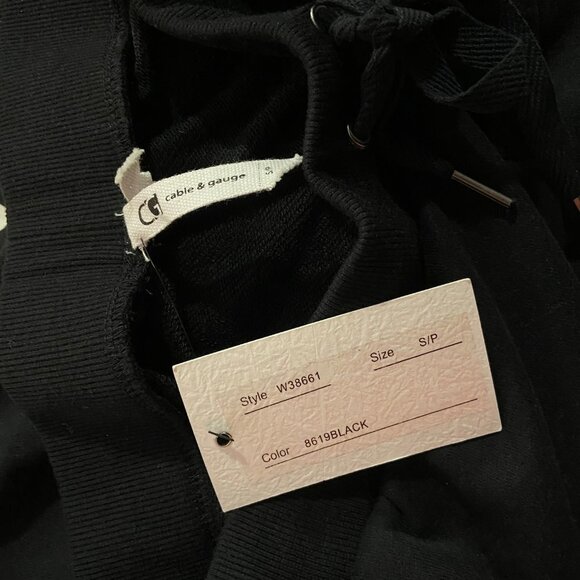 CG cable & gauge
S/P
Style W38661
Size S/P
Color 8619BLACK